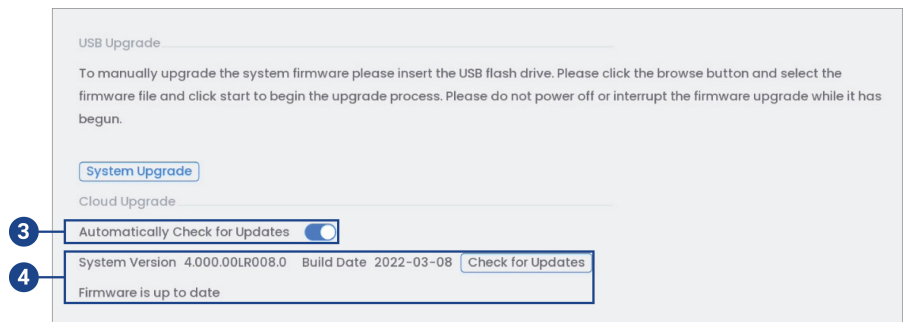 USB Upgrade
To manually upgrade the system firmware please insert the USB flash drive. Please click the browse button and select the
firmware file and click start to begin the upgrade process. Please do not power off or interrupt the firmware upgrade while it has
begun.
System Upgrade
Cloud Upgrade
3 Automatically Check for Updates
4 System Version 4.000.00LR008.0 Build Date 2022-03-08 Check for Updates
Firmware is up to date